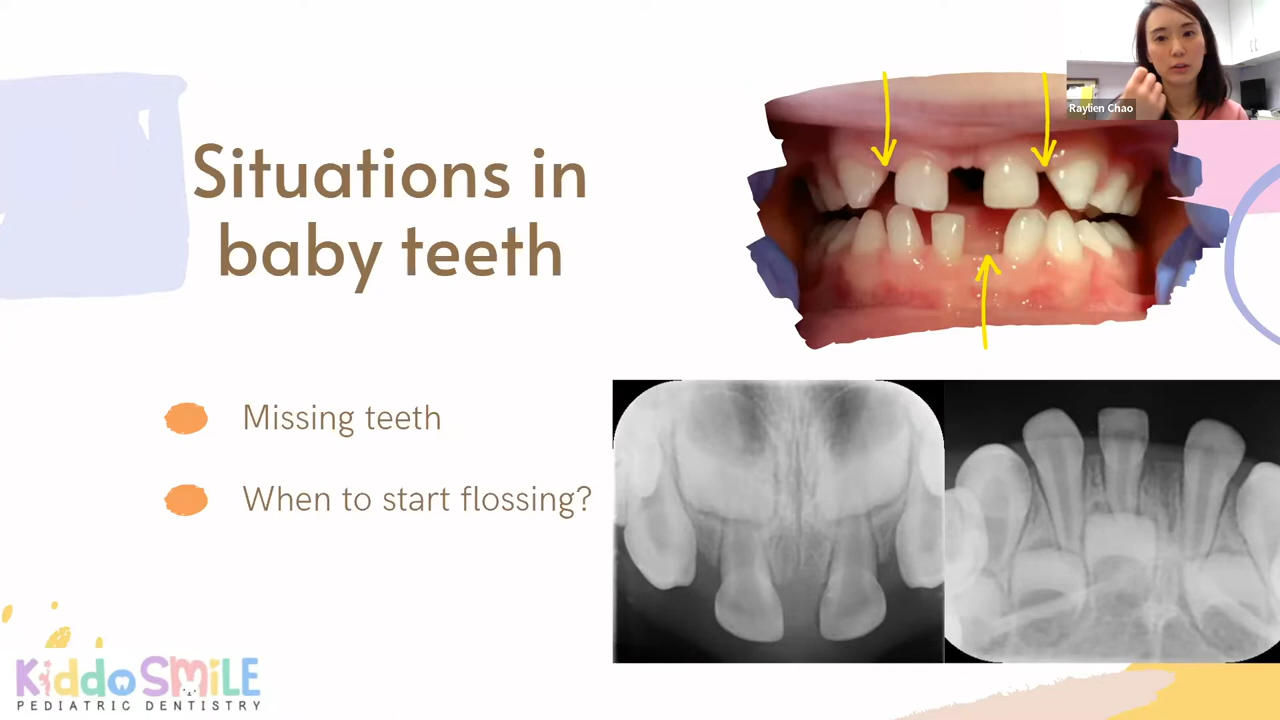 Raylien Chao
Situations in
baby teeth
Missing teeth
When to start flossing?
KiddoSMiLE
PEDIATRIC DENTISTRY